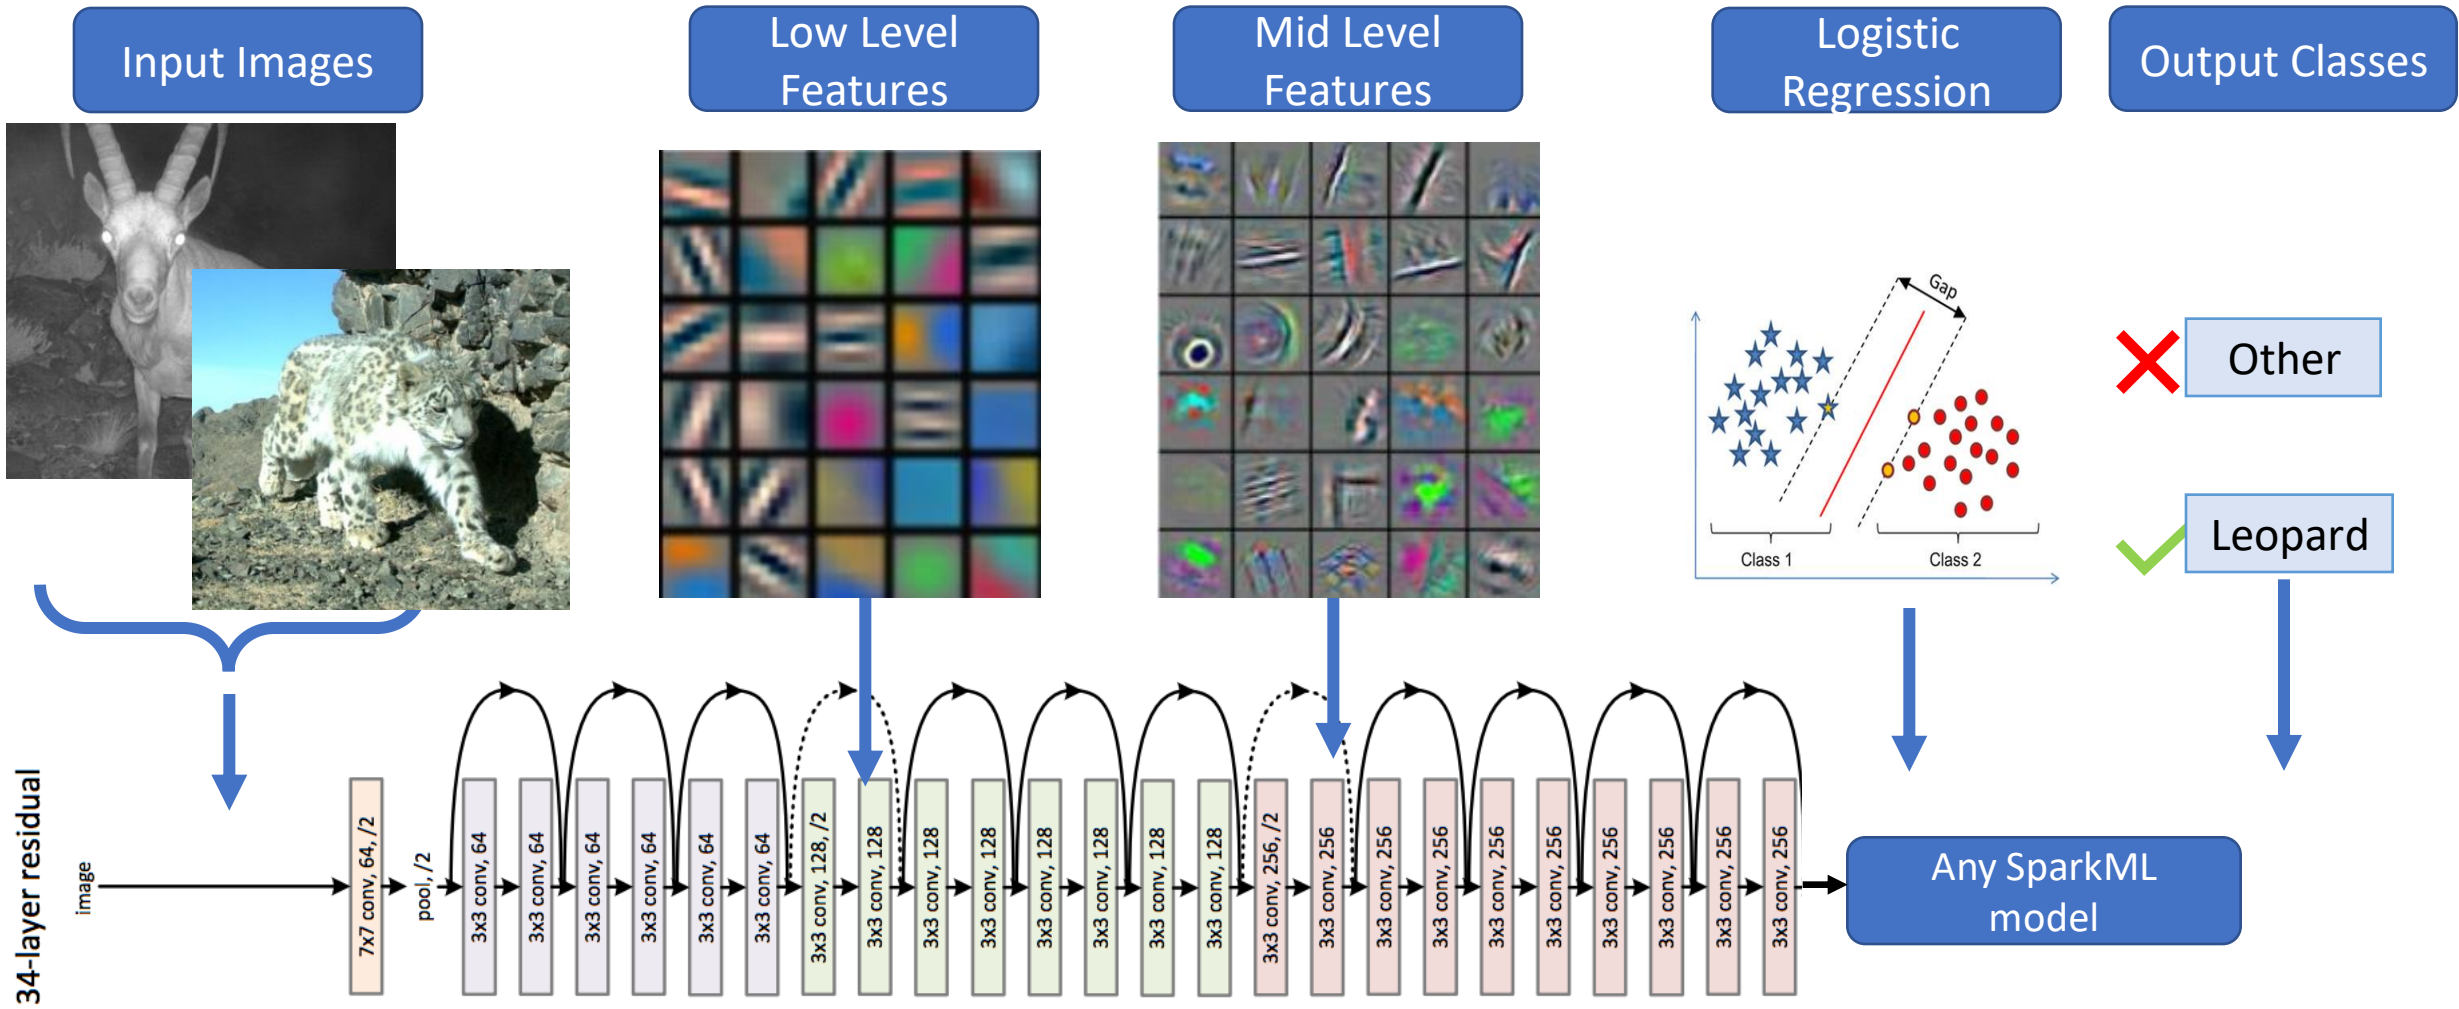 Input Images
Low Level
Features
Mid Level
Features
Logistic
Regression
Output Classes
Gap
Class 1
Class 2
Other
Leopard
34-layer residual
image
7x7 conv, 64, /2
pool, /2
3x3 conv, 64
3x3 conv, 64
3x3 conv, 64
3x3 conv, 64
3x3 conv, 64
3x3 conv, 64
3x3 conv, 128, /2
3x3 conv, 128
3x3 conv, 128
3x3 conv, 128
3x3 conv, 128
3x3 conv, 128
3x3 conv, 128
3x3 conv, 128
3x3 conv, 256, /2
3x3 conv, 256
3x3 conv, 256
3x3 conv, 256
3x3 conv, 256
3x3 conv, 256
3x3 conv, 256
3x3 conv, 256
3x3 conv, 256
3x3 conv, 256
Any SparkML
model